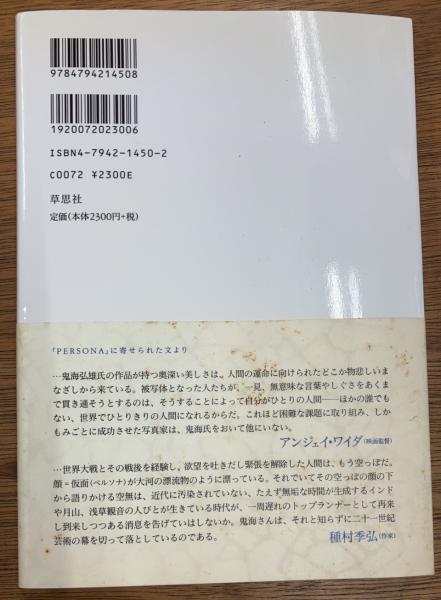 9784794214508
1920072023006
ISBN4-7942-1450-2
C0072 ¥2300E
草思社
定価(本体2300円+税)
『PERSONA』に寄せられた文より
…鬼海弘雄氏の作品が持つ奥深い美しさは、人間の運命に向けられたどこか物悲しいま
なざしから来ている。被写体となった人たちが、一見、無意味な言葉やしぐさをあくま
で貫き通そうとするのは、そうすることによって自分がひとりの人間——ほかの誰でも
ない、世界でひとりきりの人間になれるからだ。これほど困難な課題に取り組み、しか
もみごとに成功させた写真家は、鬼海氏をおいて他にいない。
アンジェイ・ワイダ(映画監督)
…世界大戦とその戦後を経験し、欲望を吐きだし緊張を解除した人間は、もう空っぽだ。
顔=仮面(ペルソナ)が大河の漂流物のように漂っている。それでいてその空っぽの顔の下
から語りかける空無は、近代に汚染されていない、たえず無垢な時間が生成するインド
や月山、浅草観音の人びとが生きている時代が、一周遅れのトップランナーとして再来
し到来しつつある消息を告げていはしないか。鬼海さんは、それと知らずに二十一世紀
芸術の幕を切って落としているのである。
種村季弘(作家)